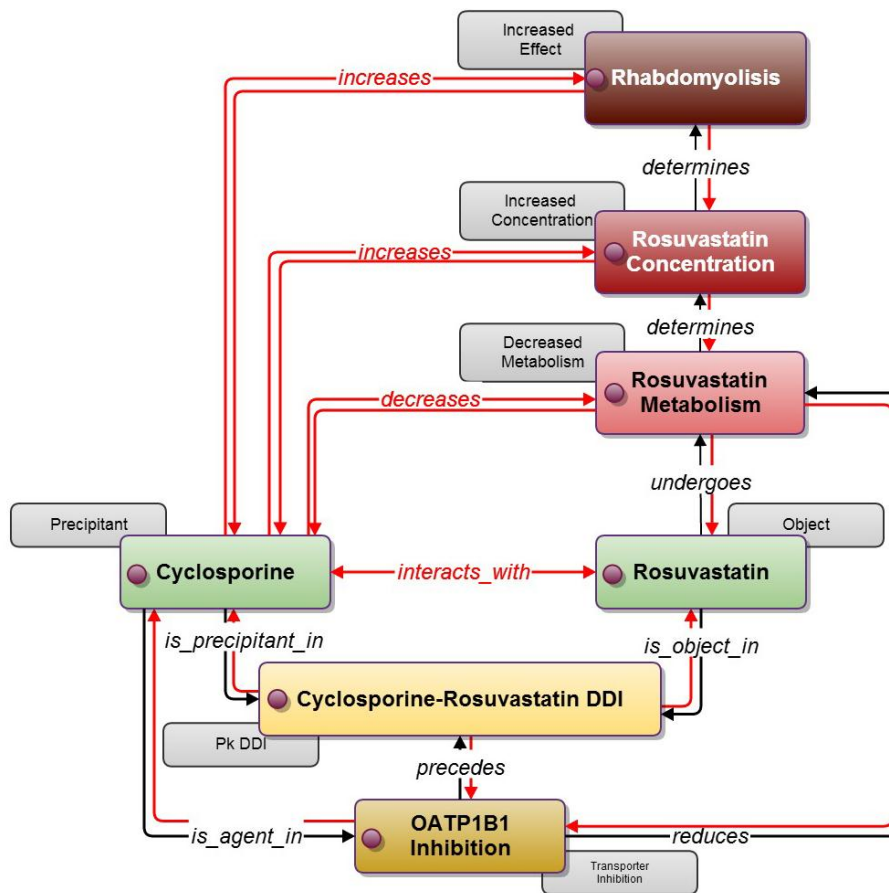 Increased
Effect
Rhabdomyolisis
increases
determines
Increased
Concentration
Rosuvastatin
Concentration
increases
determines
Decreased
Metabolism
Rosuvastatin
Metabolism
decreases
undergoes
Precipitant
Object
Cyclosporine
interacts_with
Rosuvastatin
is_precipitant_in
is_object_in
Cyclosporine-Rosuvastatin DDI
Pk DDI
precedes
OATP1B1
Inhibition
is_agent_in
reduces
Transporter
Inhibition